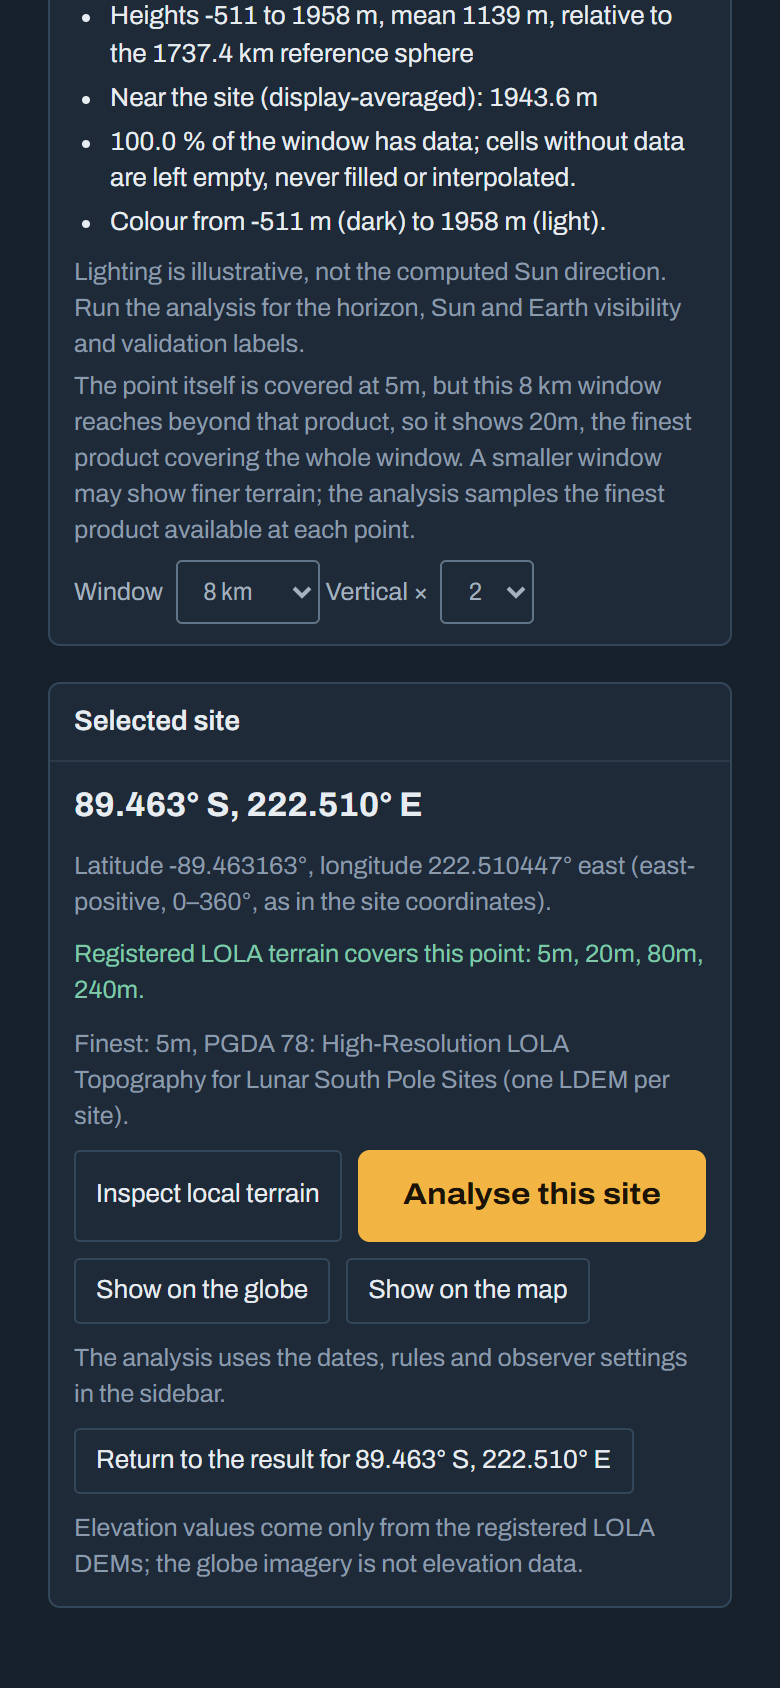 Heights -511 to 1958 m, mean 1139 m, relative to
the 1737.4 km reference sphere
Near the site (display-averaged): 1943.6 m
100.0 % of the window has data; cells without data
are left empty, never filled or interpolated.
Colour from -511 m (dark) to 1958 m (light).
Lighting is illustrative, not the computed Sun direction.
Run the analysis for the horizon, Sun and Earth visibility
and validation labels.
The point itself is covered at 5m, but this 8 km window
reaches beyond that product, so it shows 20m, the finest
product covering the whole window. A smaller window
may show finer terrain; the analysis samples the finest
product available at each point.
Window 8 km Vertical × 2
Selected site
89.463° S, 222.510° E
Latitude -89.463163°, longitude 222.510447° east (east-
positive, 0–360°, as in the site coordinates).
Registered LOLA terrain covers this point: 5m, 20m, 80m,
240m.
Finest: 5m, PGDA 78: High-Resolution LOLA
Topography for Lunar South Pole Sites (one LDEM per
site).
Inspect local terrain Analyse this site
Show on the globe Show on the map
The analysis uses the dates, rules and observer settings
in the sidebar.
Return to the result for 89.463° S, 222.510° E
Elevation values come only from the registered LOLA
DEMs; the globe imagery is not elevation data.